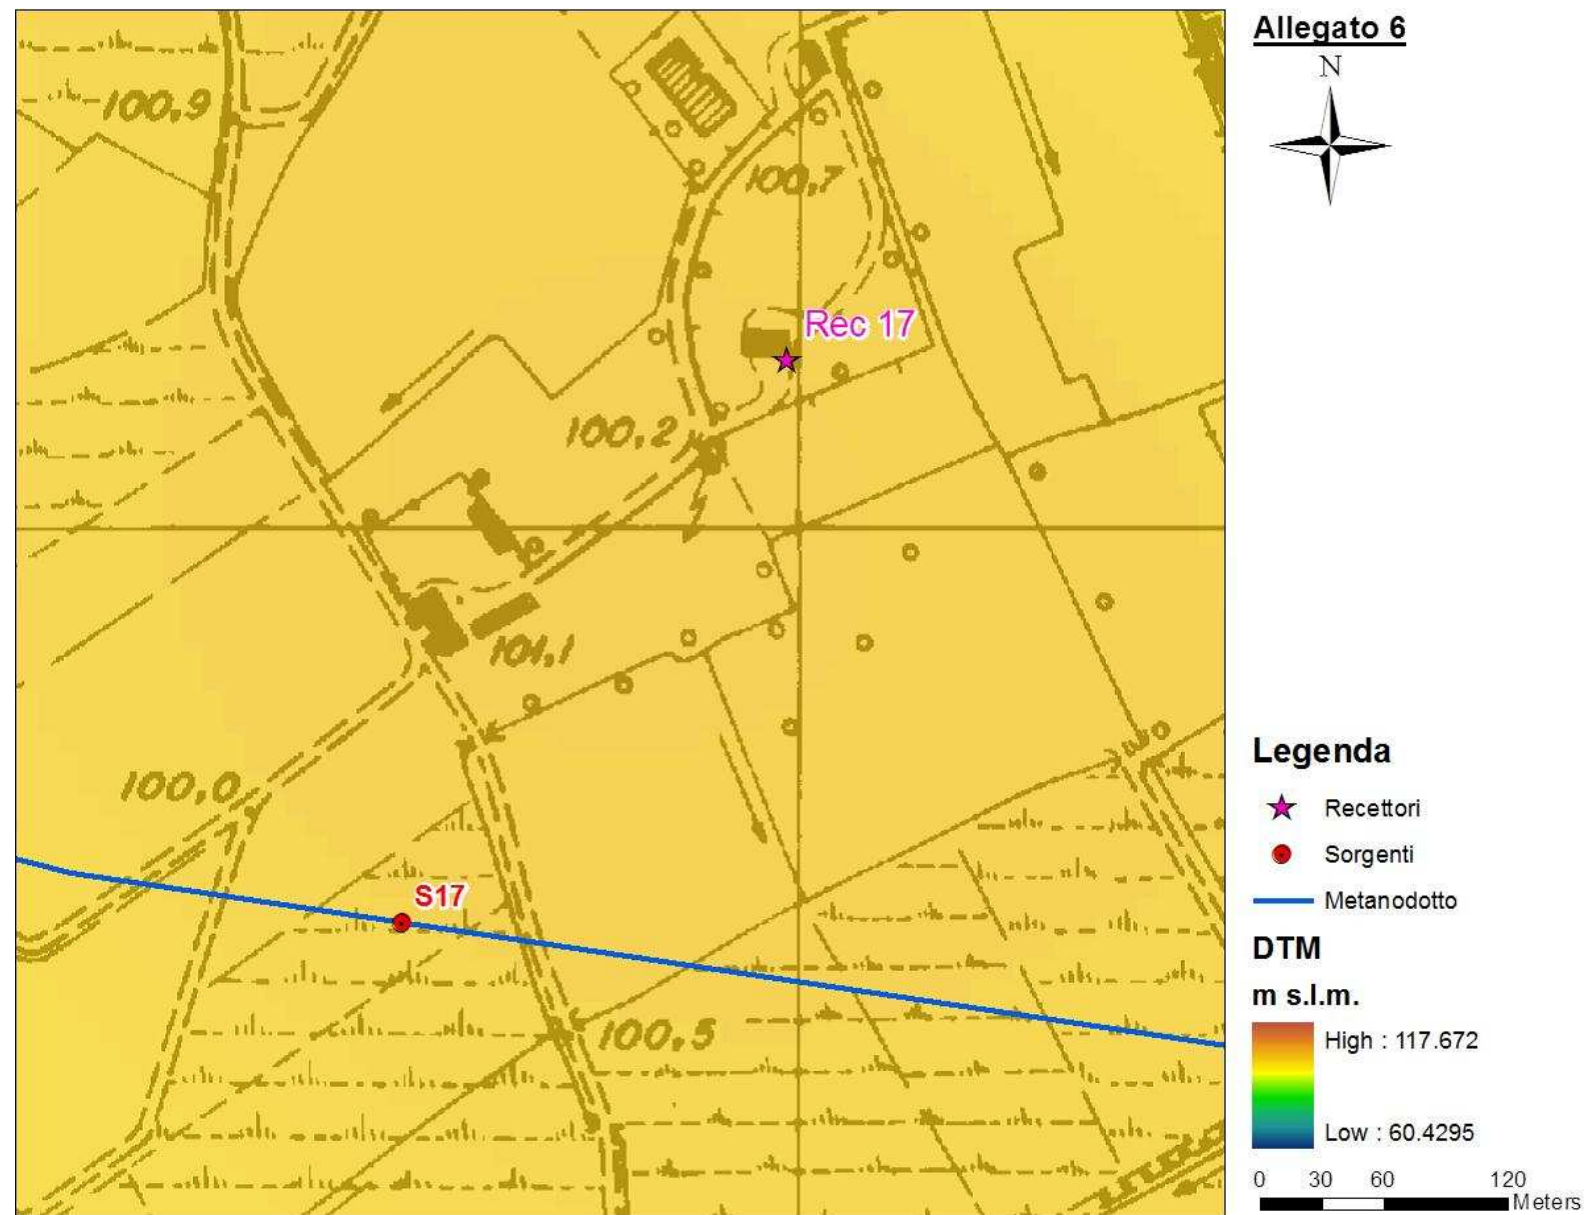 Allegato 6
N
100,9
100,7
Rec 17
100,2
101,1
100,0
S17
100,5
Legenda
Recettori
Sorgenti
Metanodotto
DTM
m s.l.m.
High : 117.672
Low : 60.4295
0 30 60 120
Meters